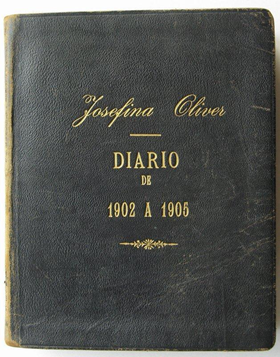 Josefina Oliver
DIARIO
DE
1902 A 1905